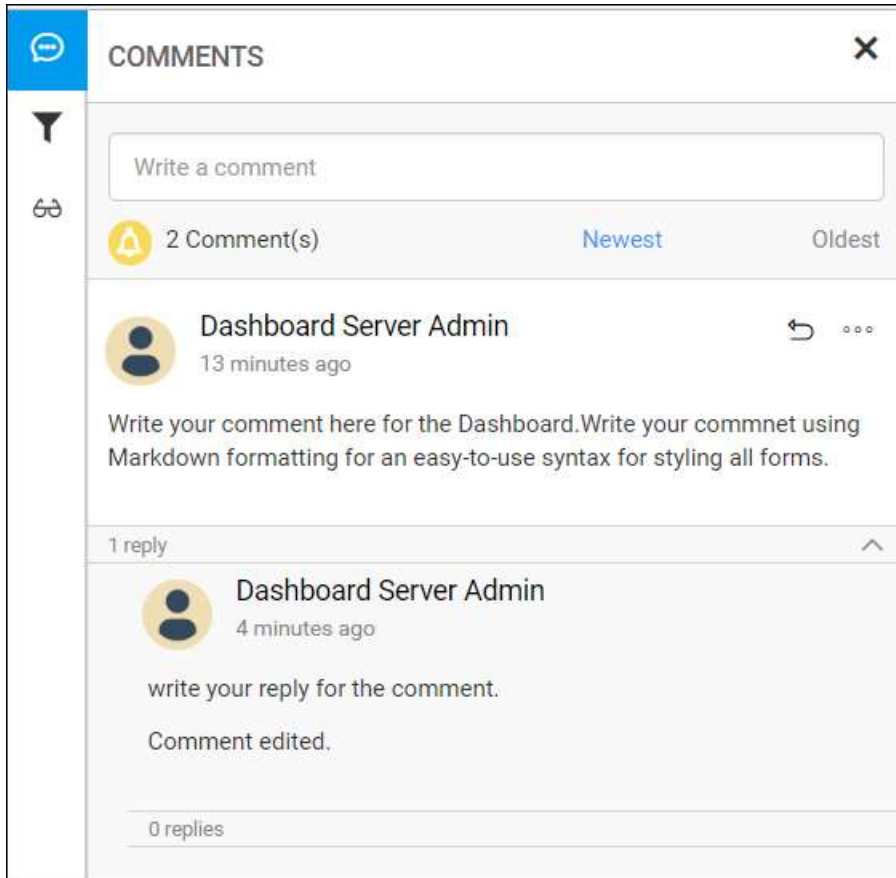 COMMENTS
Write a comment
2 Comment(s) Newest Oldest
Dashboard Server Admin
13 minutes ago
Write your comment here for the Dashboard.Write your commnet using
Markdown formatting for an easy-to-use syntax for styling all forms.
1 reply
Dashboard Server Admin
4 minutes ago
write your reply for the comment.
Comment edited.
0 replies